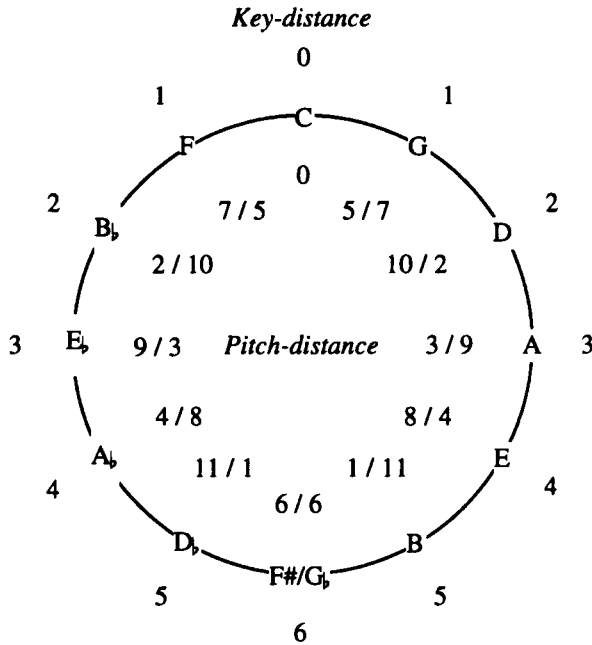 Key-distance
0
1 1
C
F G
0
2 7 / 5 5 / 7 2
B♭ D
2 / 10 10 / 2
3 E♭ 9 / 3 Pitch-distance 3 / 9 A 3
4 / 8 8 / 4
A♭ E
11 / 1 1 / 11
4 4
6 / 6
D♭ B
F#/G♭
5 5
6